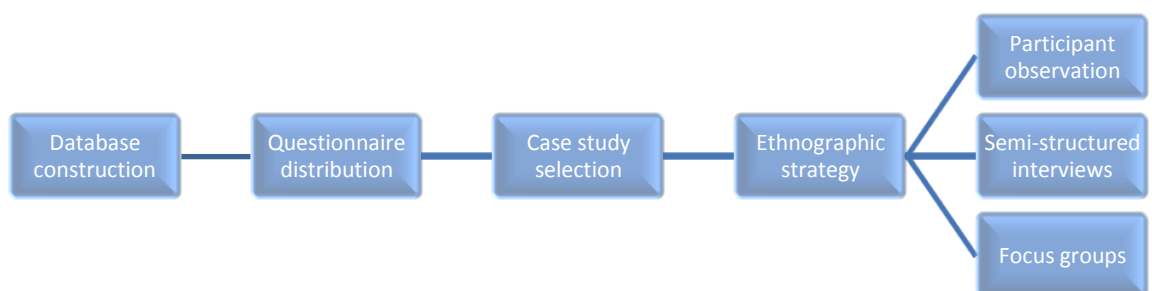 Database
construction
Questionnaire
distribution
Case study
selection
Ethnographic
strategy
Participant
observation
Semi-structured
interviews
Focus groups